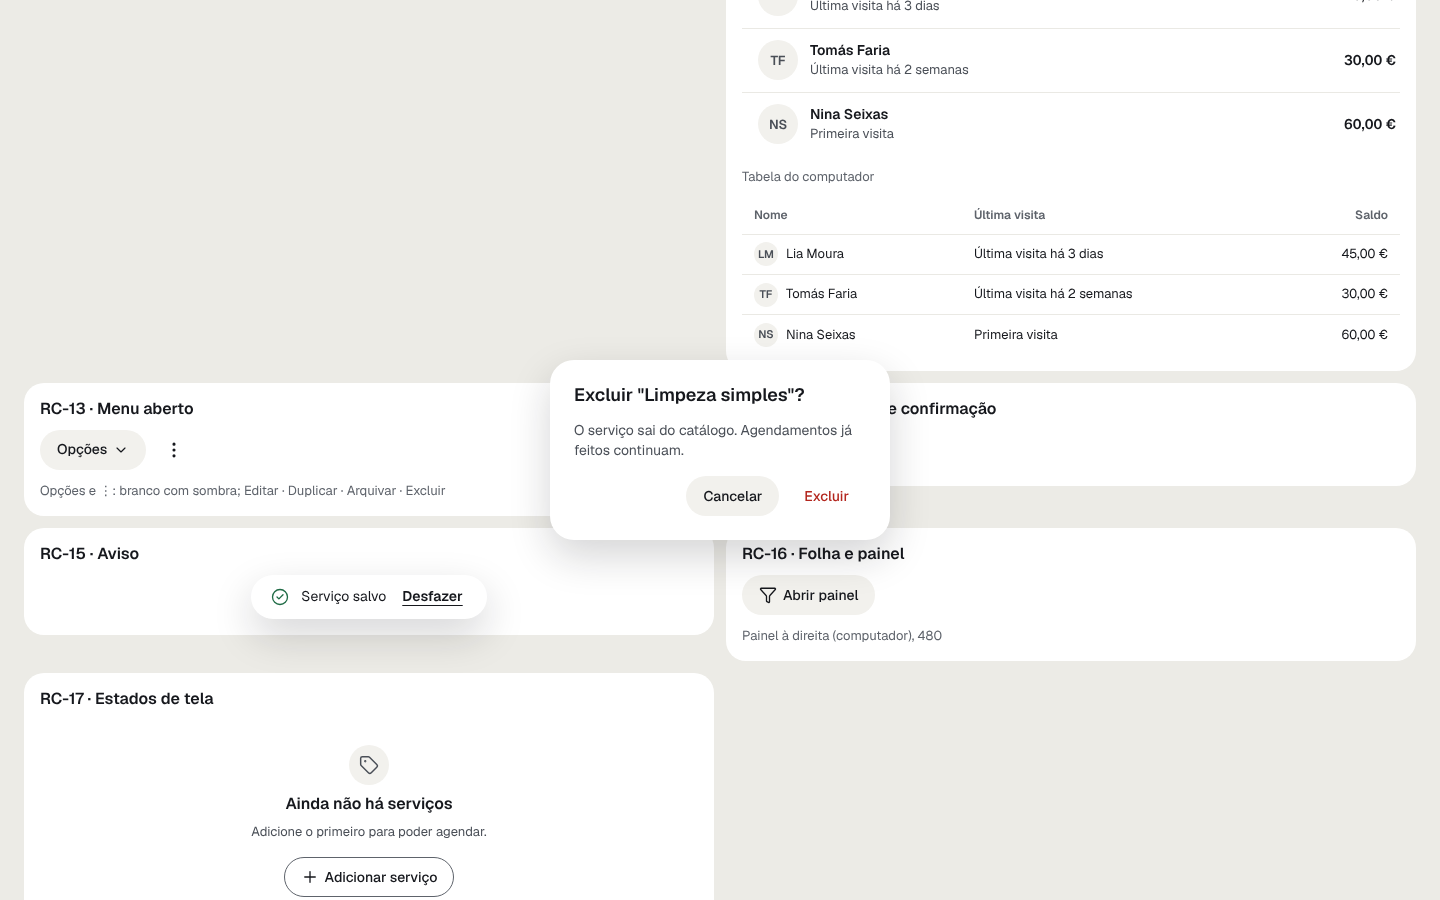 Última visita há 3 dias
TF
Tomás Faria
Última visita há 2 semanas
30,00 €
NS
Nina Seixas
Primeira visita
60,00 €
Tabela do computador
Nome
Última visita
Saldo
LM
Lia Moura
Última visita há 3 dias
45,00 €
TF
Tomás Faria
Última visita há 2 semanas
30,00 €
NS
Nina Seixas
Primeira visita
60,00 €
RC-13 · Menu aberto
Opções
Opções e ⋮: branco com sombra; Editar · Duplicar · Arquivar · Excluir
Excluir "Limpeza simples"?
O serviço sai do catálogo. Agendamentos já
feitos continuam.
Cancelar
Excluir
e confirmação
RC-15 · Aviso
Serviço salvo
Desfazer
RC-16 · Folha e painel
Abrir painel
Painel à direita (computador), 480
RC-17 · Estados de tela
Ainda não há serviços
Adicione o primeiro para poder agendar.
Adicionar serviço